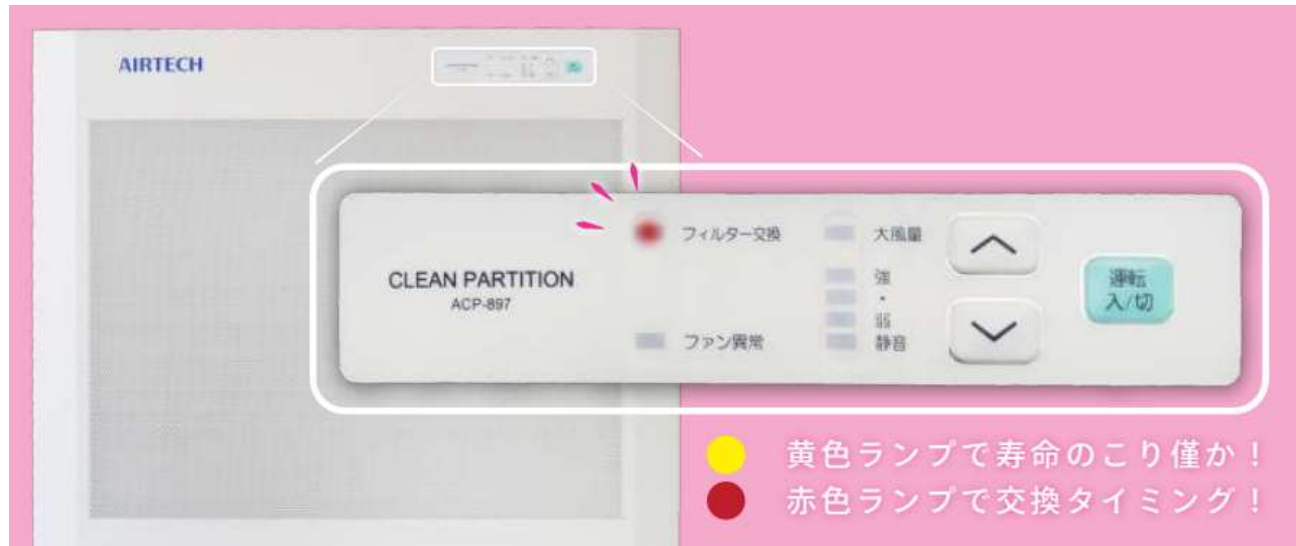 AIRTECH
CLEAN PARTITION
ACP-897
フィルター交換
ファン異常
大風量
強
・
弱
静音
運転
入/切
黄色ランプで寿命のこり僅か!
赤色ランプで交換タイミング!